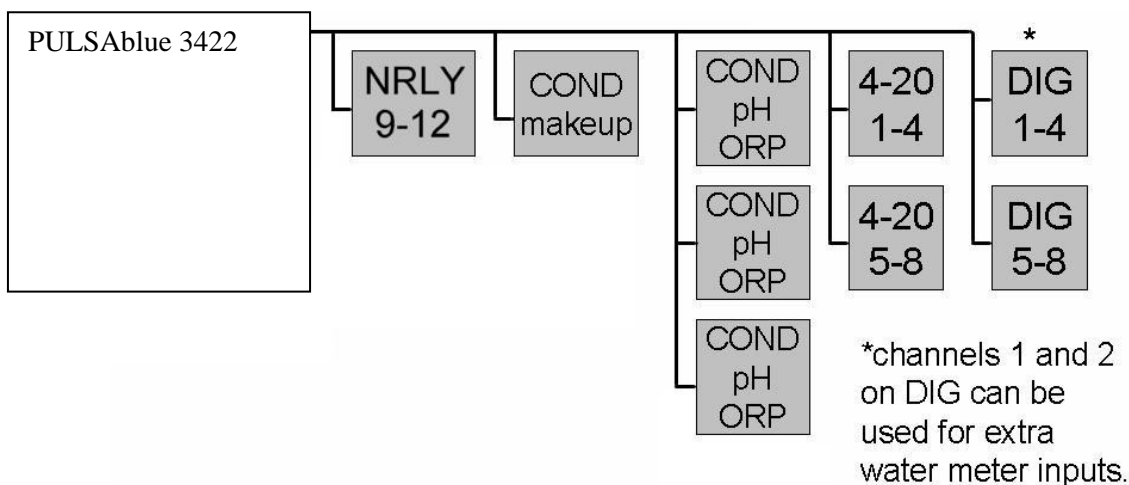 PULSAblue 3422
NRLY
9-12
COND
makeup
COND
pH
ORP
COND
pH
ORP
COND
pH
ORP
4-20
1-4
4-20
5-8
*
DIG
1-4
DIG
5-8
*channels 1 and 2
on DIG can be
used for extra
water meter inputs.